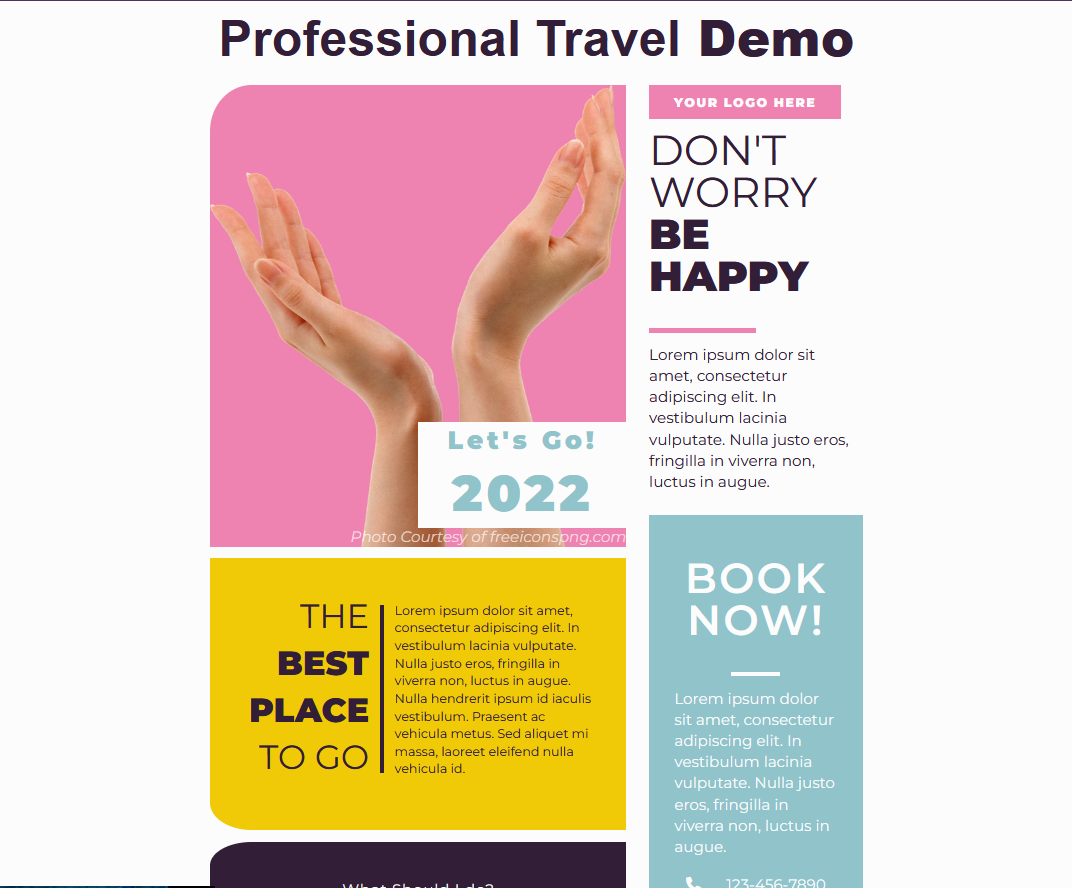 Professional Travel Demo
YOUR LOGO HERE
DON'T
WORRY
BE
HAPPY
Lorem ipsum dolor sit
amet, consectetur
adipiscing elit. In
vestibulum lacinia
vulputate. Nulla justo eros,
fringilla in viverra non,
luctus in augue.
Let's Go!
2022
Photo Courtesy of freeiconspng.com
THE
BEST
PLACE
TO GO
Lorem ipsum dolor sit amet,
consectetur adipiscing elit. In
vestibulum lacinia vulputate.
Nulla justo eros, fringilla in
viverra non, luctus in augue.
Nulla hendrerit ipsum id iaculis
vestibulum. Praesent ac
vehicula metus. Sed aliquet mi
massa, laoreet eleifend nulla
vehicula id.
BOOK
NOW!
Lorem ipsum dolor
sit amet, consectetur
adipiscing elit. In
vestibulum lacinia
vulputate. Nulla justo
eros, fringilla in
viverra non, luctus in
augue.
123-456-7890
What Should I do?